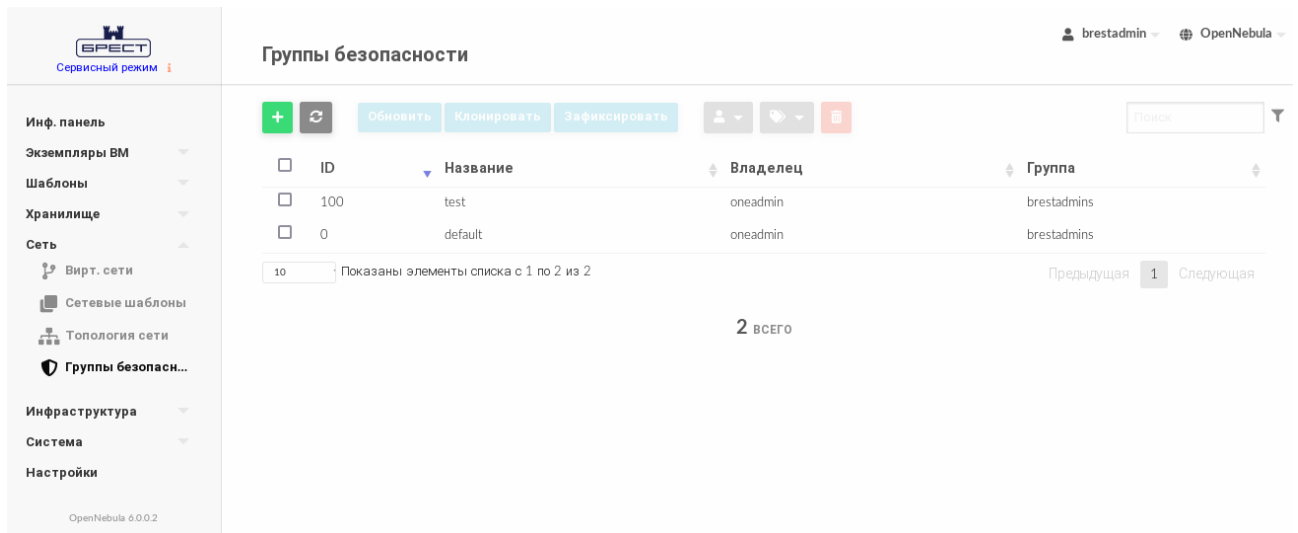 БРЕСТ
Сервисный режим
Группы безопасности
brestadmin
OpenNebula
Инф. панель
Экземпляры ВМ
Шаблоны
Хранилище
Сеть
Вирт. сети
Сетевые шаблоны
Топология сети
Группы безопасн...
Инфраструктура
Система
Настройки
OpenNebula 6.0.0.2
Обновить Клонировать Зафиксировать
Поиск
ID Название Владелец Группа
100 test oneadmin brestadmins
0 default oneadmin brestadmins
10 Показаны элементы списка с 1 по 2 из 2
Предыдущая 1 Следующая
2 ВСЕГО